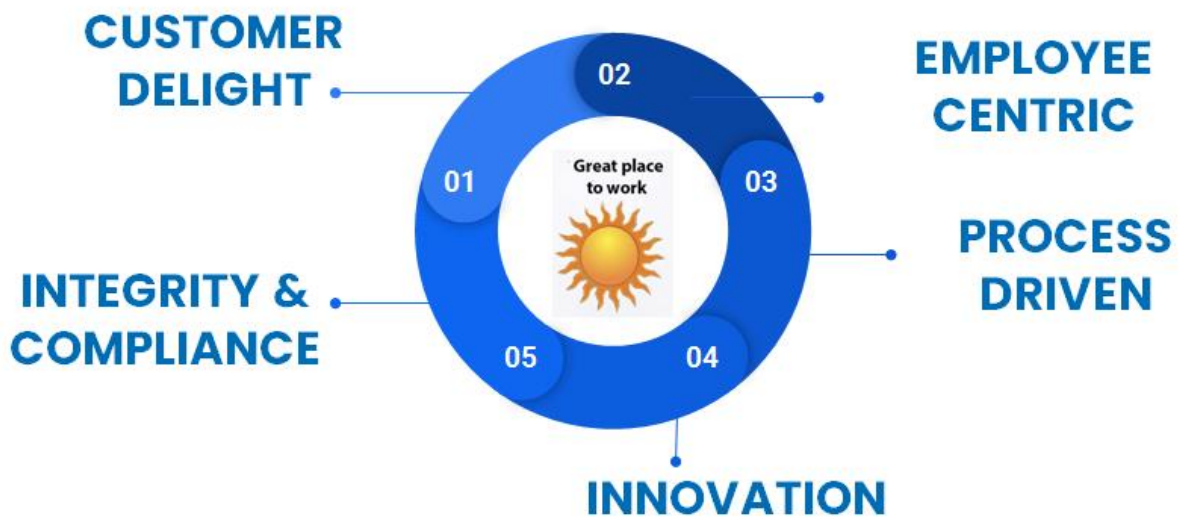 CUSTOMER
DELIGHT
01
02
EMPLOYEE
CENTRIC
03
PROCESS
DRIVEN
04
INNOVATION
05
INTEGRITY &
COMPLIANCE
Great place
to work